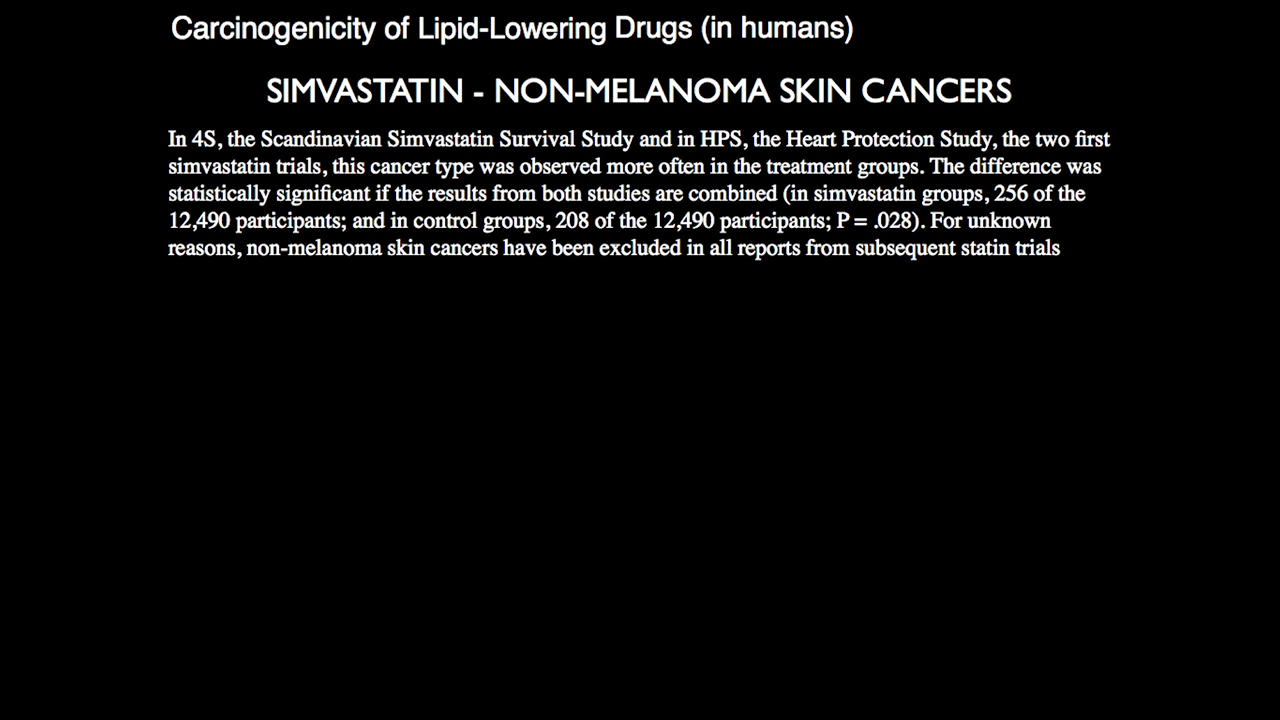 Carcinogenicity of Lipid-Lowering Drugs (in humans)
SIMVASTATIN - NON-MELANOMA SKIN CANCERS
In 4S, the Scandinavian Simvastatin Survival Study and in HPS, the Heart Protection Study, the two first
simvastatin trials, this cancer type was observed more often in the treatment groups. The difference was
statistically significant if the results from both studies are combined (in simvastatin groups, 256 of the
12,490 participants; and in control groups, 208 of the 12,490 participants; P = .028). For unknown
reasons, non-melanoma skin cancers have been excluded in all reports from subsequent statin trials